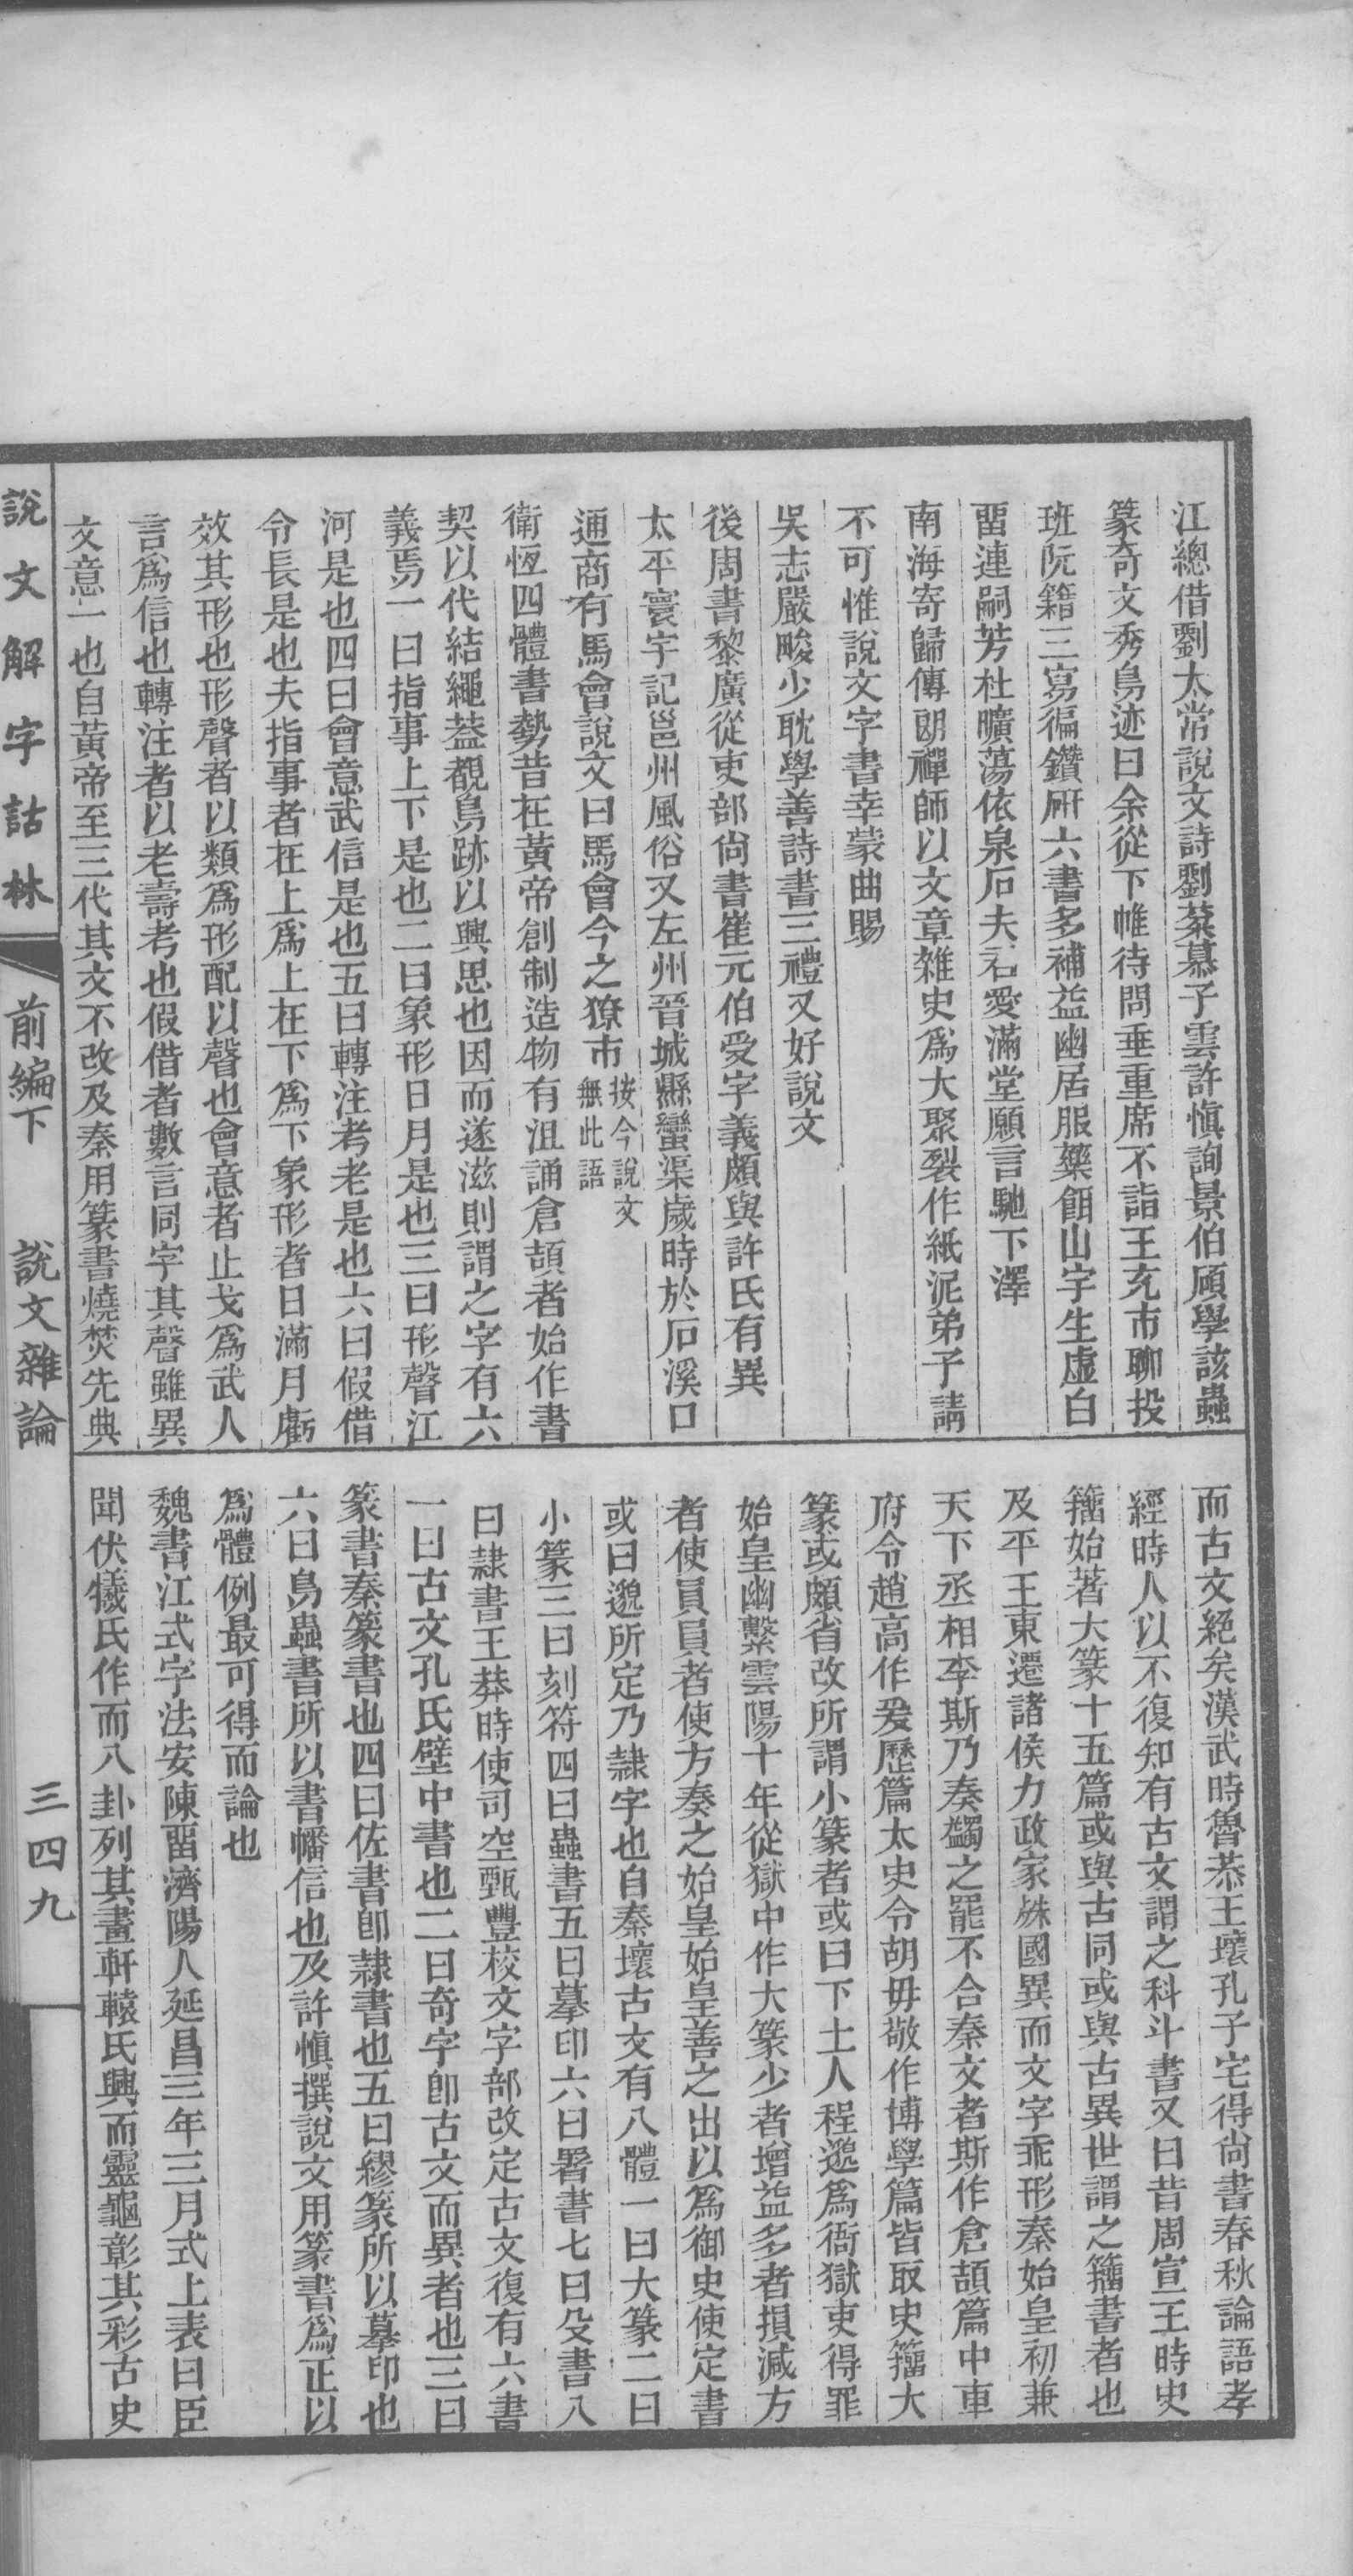 江總借劉太常說文詩劉棻慕子雲許愼詢景伯頋學該蟲
篆奇文秀鳥迹曰余從下帷待問垂重席不詣王充市聊投
班阮籍三寫徧鑽硏六書多補益幽居服藥餌山宇生虛白
畱連嗣芳杜曠蕩依泉石夫君愛滿堂願言馳下澤
南海寄歸傳朗禪師以文章雜史爲大聚裂作紙泥弟子請
不可惟說文字書幸蒙曲賜
吳志嚴畯少耽學善詩書三禮又好說文
後周書黎廣從吏部尙書崔元伯受字義頗與許氏有異
太平寰宇記邕州風俗又左州晉城縣蠻渠歲時於石溪口
通商有馬會說文曰馬會今之獠市按今說文無此語
衞恆四體書勢昔在黃帝創制造物有沮誦倉頡者始作書
契以代結繩葢覩鳥跡以興思也因而遂滋則謂之字有六
義焉一曰指事上下是也二曰象形日月是也三曰形聲江
河是也四曰會意武信是也五曰轉注考老是也六曰假借
令長是也夫指事者在上爲上在下爲下象形者日滿月虧
效其形也形聲者以類爲形配以聲也會意者止戈爲武人
言爲信也轉注者以老壽考也假借者數言同字其聲雖異
文意一也自黃帝至三代其文不改及秦用篆書燒焚先典
而古文絕矣漢武時魯恭王壞孔子宅得尙書春秋論語孝
經時人以不復知有古文謂之科斗書又曰昔周宣王時史
籒始著大篆十五篇或與古同或與古異世謂之籒書者也
及平王東遷諸侯力政家殊國異而文字乖形秦始皇初兼
天下丞相李斯乃奏蠲之罷不合秦文者斯作倉頡篇中車
府令趙高作爰歷篇太史令胡毋敬作博學篇皆取史籒大
篆或頗省改所謂小篆者或曰下土人程邈爲衙獄吏得罪
始皇幽繫雲陽十年從獄中作大篆少者增益多者損減方
者使員員者使方奏之始皇始皇善之出以爲御史使定書
或曰邈所定乃隷字也自秦壞古文有八體一曰大篆二曰
小篆三曰刻符四曰蟲書五曰摹印六曰署書七曰殳書八
曰隷書王莽時使司空甄豐校文字部改定古文復有六書
一曰古文孔氏壁中書也二曰奇字卽古文而異者也三曰
篆書秦篆書也四曰佐書卽隷書也五曰繆篆所以摹印也
六曰鳥蟲書所以書幡信也及許愼撰說文用篆書爲正以
爲體例最可得而論也
魏書江式字法安陳畱濟陽人延昌三年三月式上表曰臣
聞伏犧氏作而八卦列其畫軒轅氏興而靈龜彰其彩古史
說文解字詁林
前編下
說文雜論
三四九